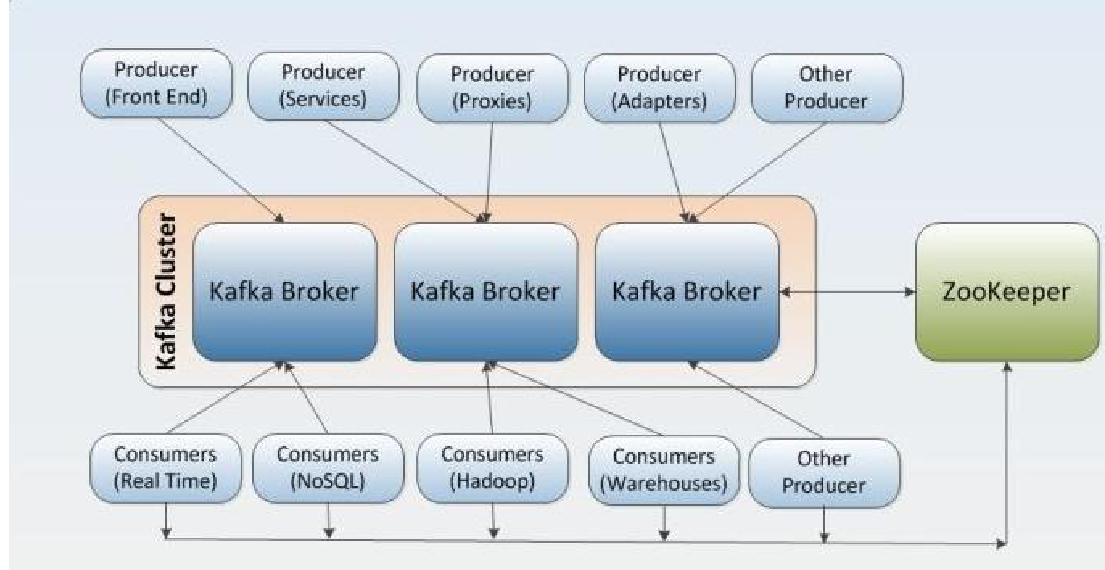 Producer
(Front End)
Producer
(Services)
Producer
(Proxies)
Producer
(Adapters)
Other
Producer
Kafka Cluster
Kafka Broker
Kafka Broker
Kafka Broker
ZooKeeper
Consumers
(Real Time)
Consumers
(NoSQL)
Consumers
(Hadoop)
Consumers
(Warehouses)
Other
Producer